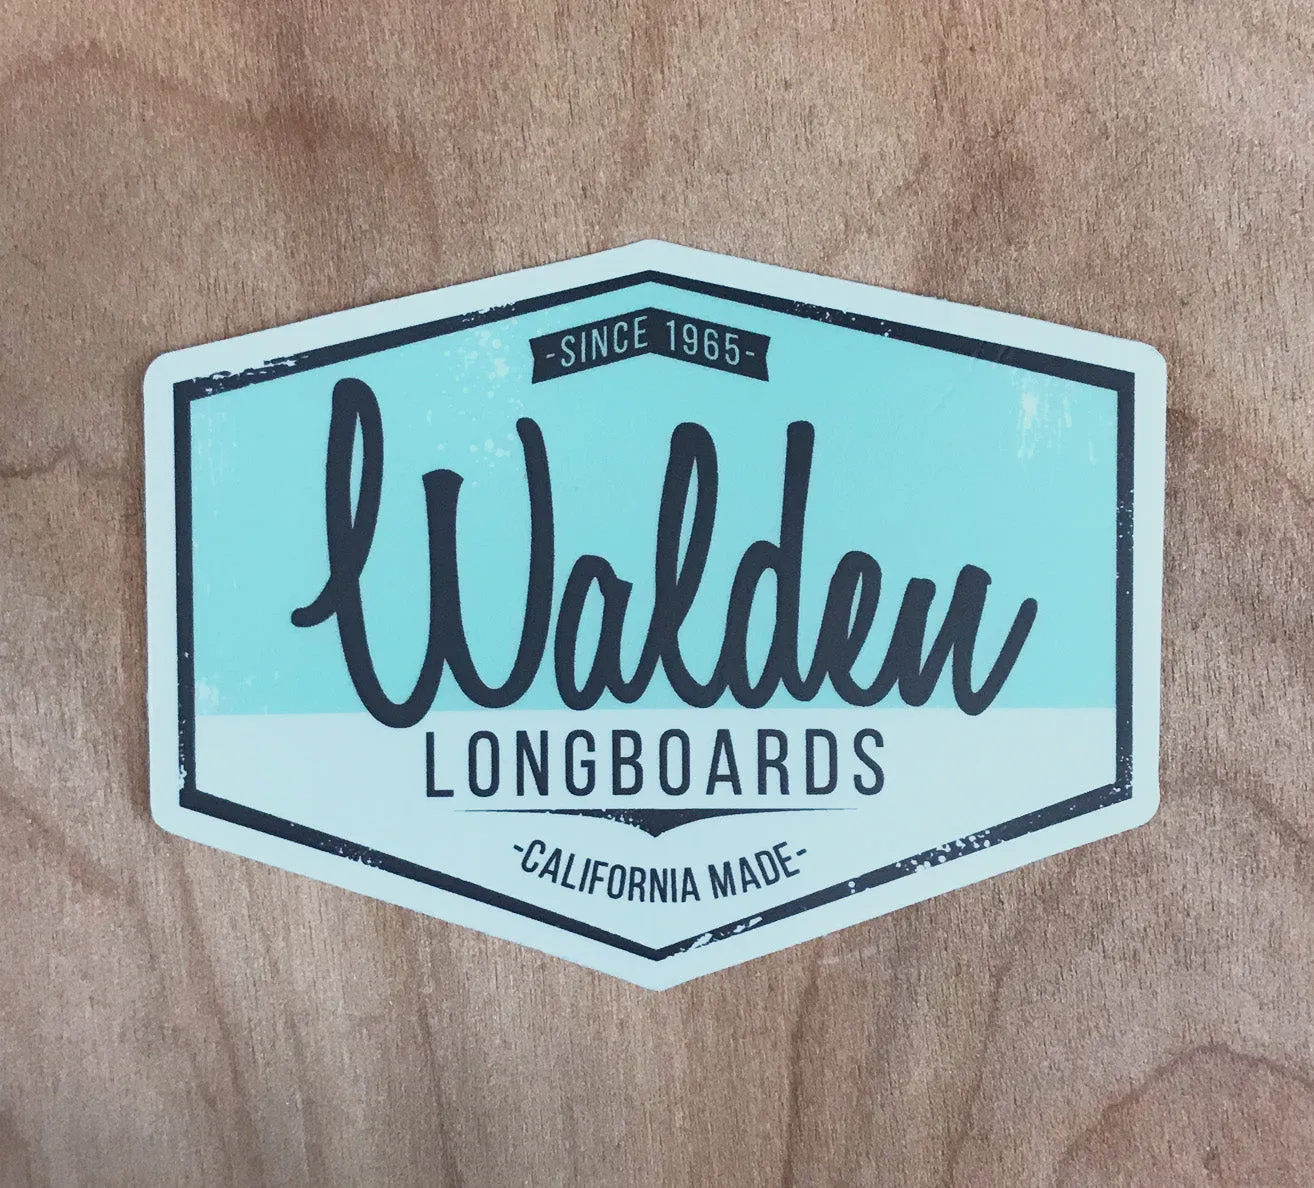 -SINCE 1965-
Walden
LONGBOARDS
-CALIFORNIA MADE-